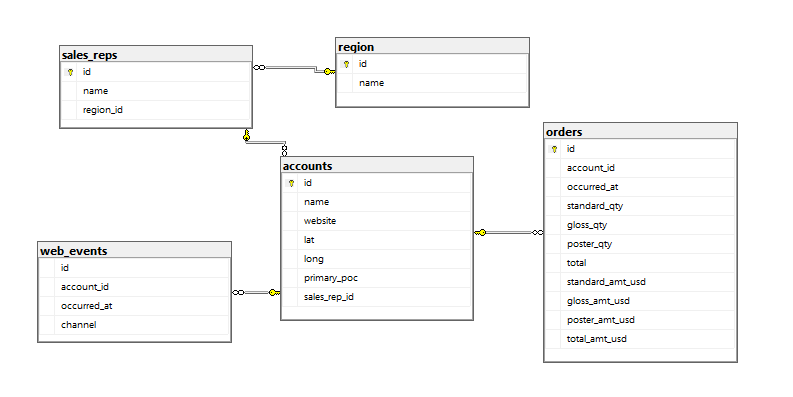 sales_reps
id
name
region_id
region
id
name
accounts
id
name
website
lat
long
primary_poc
sales_rep_id
orders
id
account_id
occurred_at
standard_qty
gloss_qty
poster_qty
total
standard_amt_usd
gloss_amt_usd
poster_amt_usd
total_amt_usd
web_events
id
account_id
occurred_at
channel